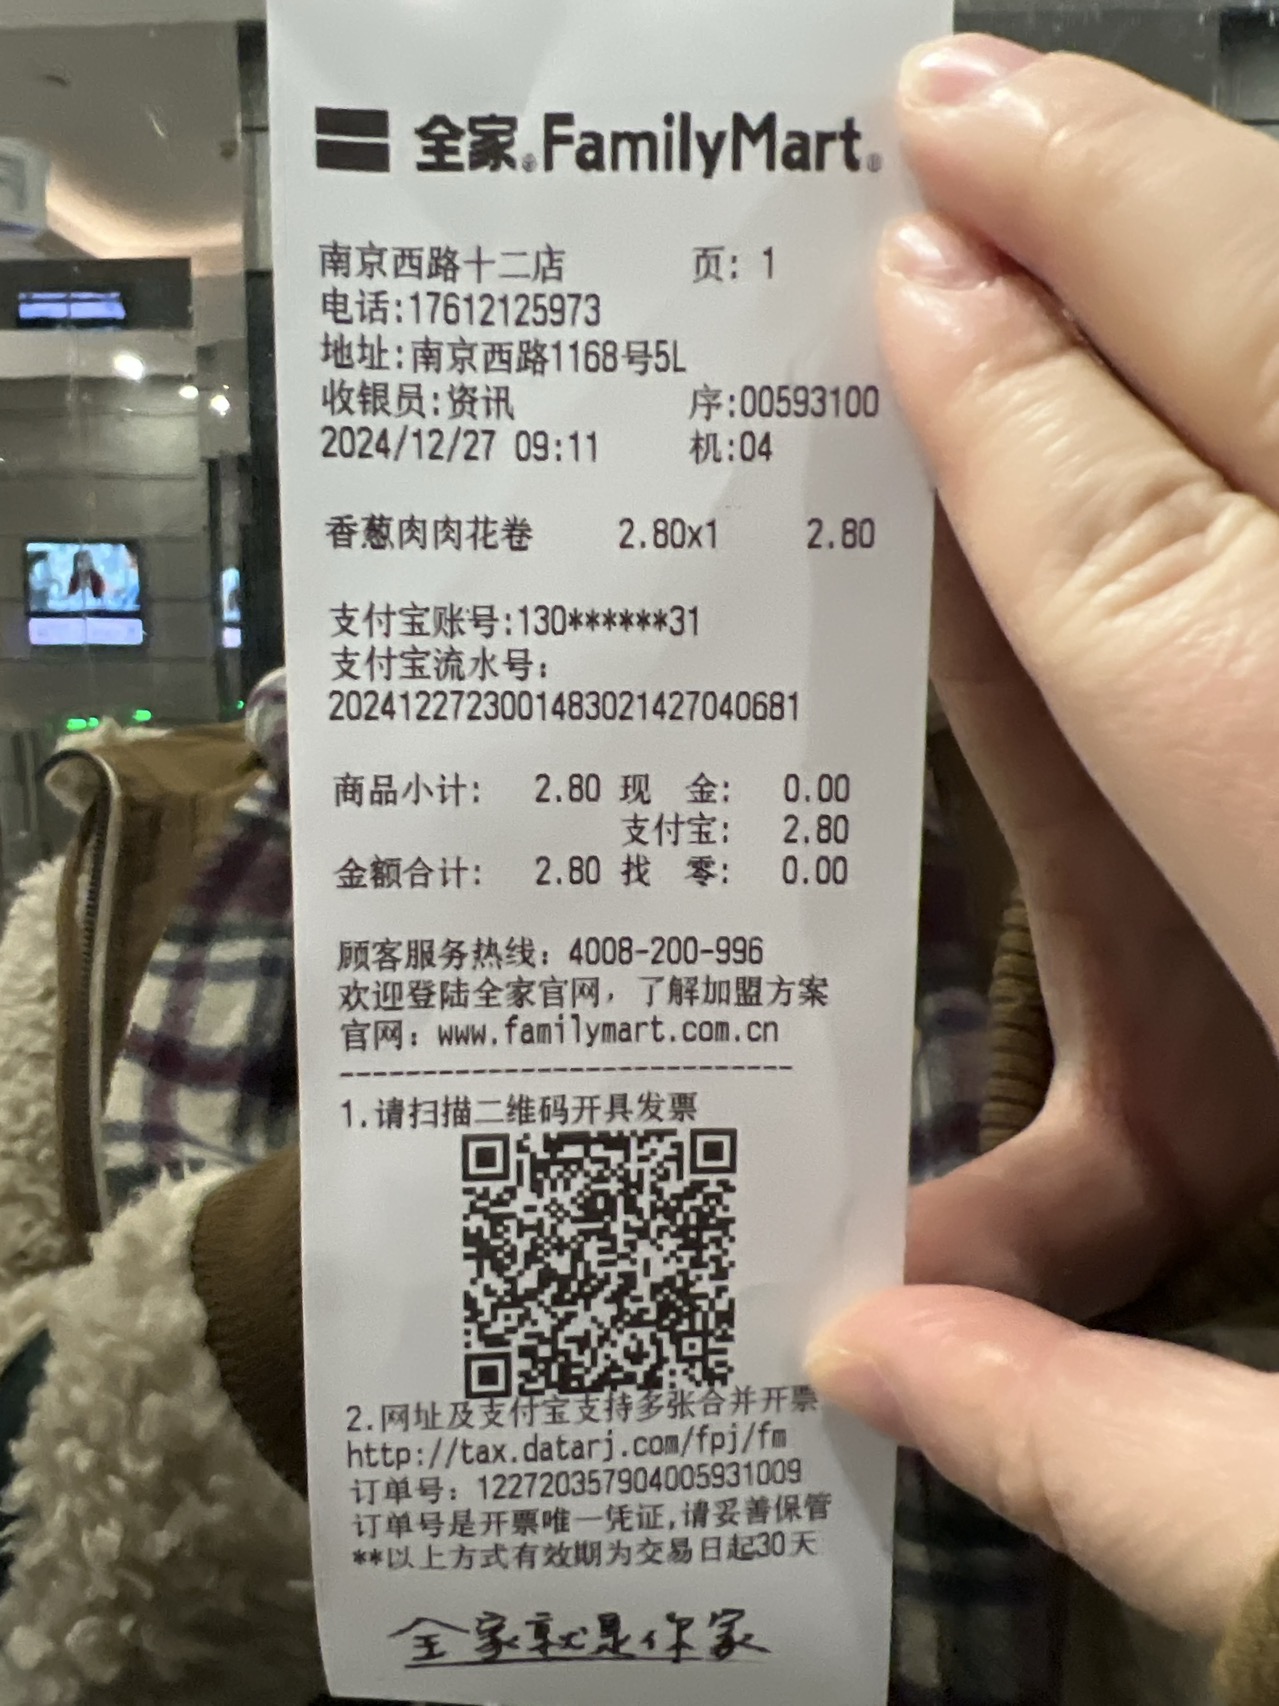 全家®FamilyMart®
南京西路十二店 页: 1
电话:17612125973
地址:南京西路1168号5L
收银员:资讯 序:00593100
2024/12/27 09:11 机:04
香葱肉肉花卷 2.80x1 2.80
支付宝账号:130******31
支付宝流水号:
2024122723001483021427040681
商品小计: 2.80 现 金: 0.00
支付宝: 2.80
金额合计: 2.80 找 零: 0.00
顾客服务热线: 4008-200-996
欢迎登陆全家官网, 了解加盟方案
官网: www.familymart.com.cn
----------------------------
1.请扫描二维码开具发票
2.网址及支付宝支持多张合并开票
http://tax.datarj.com/fpj/fm
订单号: 122720357904005931009
订单号是开票唯一凭证,请妥善保管
**以上方式有效期为交易日起30天
全家就是你家